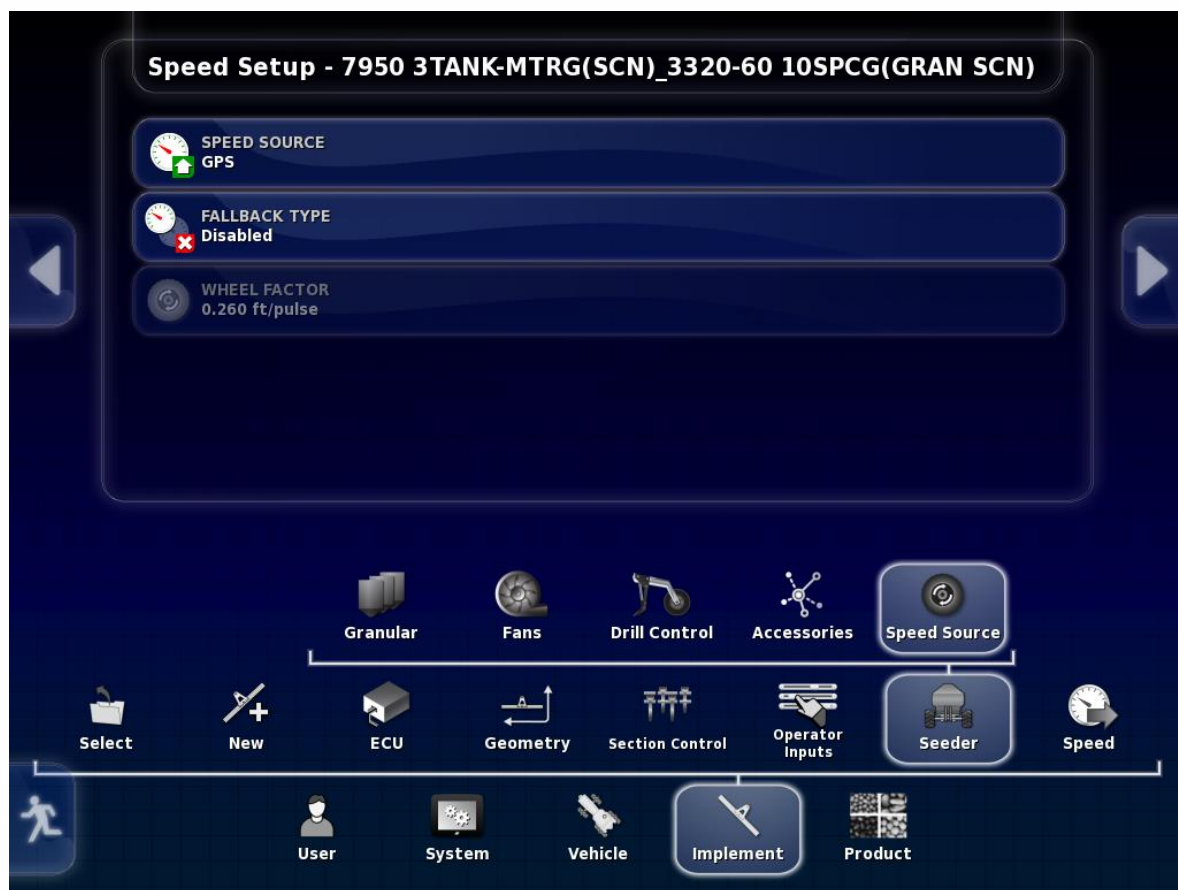 Speed Setup - 7950 3TANK-MTRG(SCN)_3320-60 10SPCG(GRAN SCN)
SPEED SOURCE
GPS
FALLBACK TYPE
Disabled
WHEEL FACTOR
0.260 ft/pulse
Granular
Fans
Drill Control
Accessories
Speed Source
Select
New
ECU
Geometry
Section Control
Operator
Inputs
Seeder
Speed
User
System
Vehicle
Implement
Product